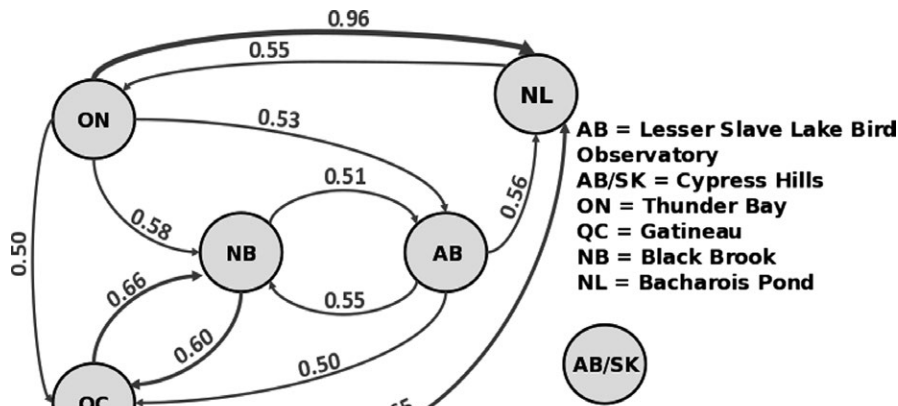 0.96
0.55
ON
NL
0.53
AB = Lesser Slave Lake Bird
Observatory
AB/SK = Cypress Hills
ON = Thunder Bay
QC = Gatineau
NB = Black Brook
NL = Bacharois Pond
0.51
0.56
0.58
0.50
NB
AB
0.66
0.55
0.60
0.50
AB/SK
QC